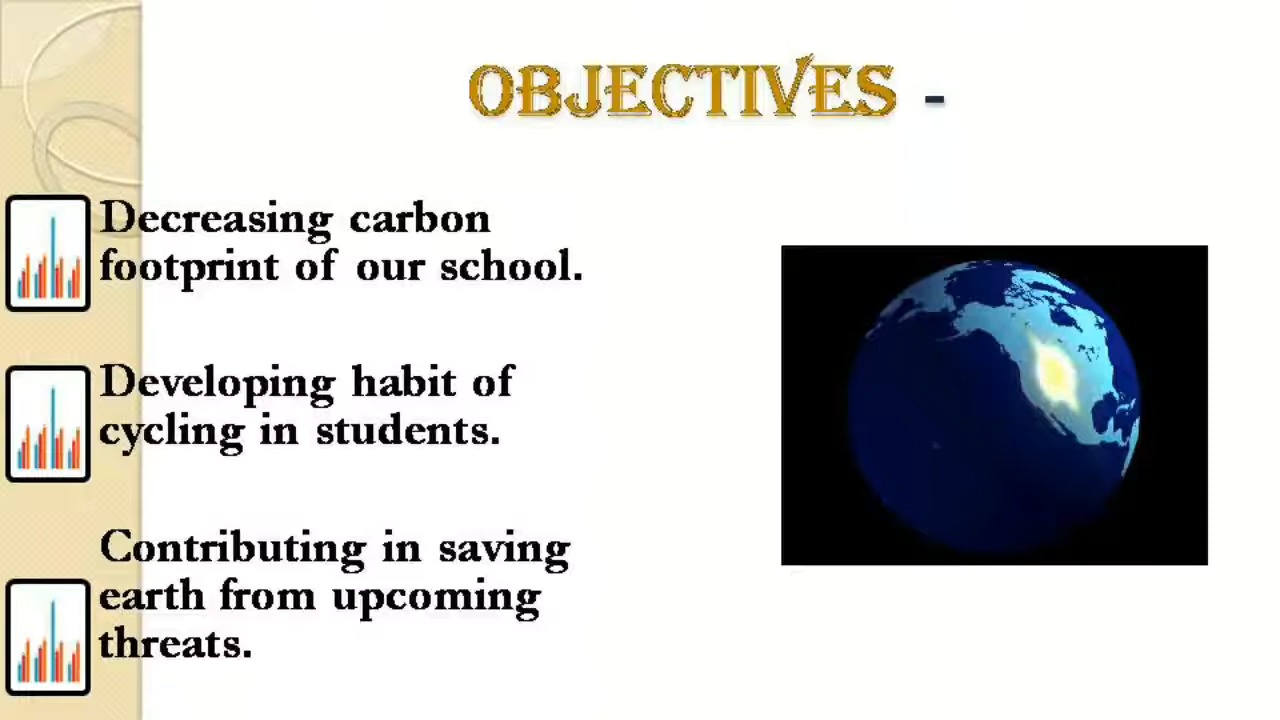 OBJECTIVES -
Decreasing carbon
footprint of our school.
Developing habit of
cycling in students.
Contributing in saving
earth from upcoming
threats.